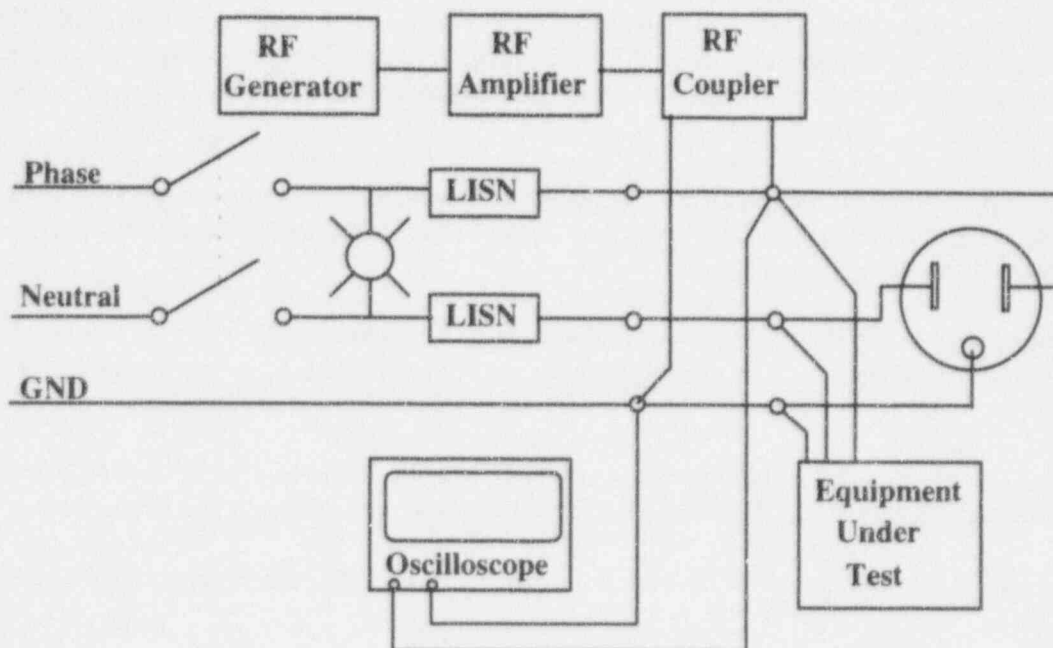 RF
Generator
RF
Amplifier
RF
Coupler
Phase
LISN
Neutral
LISN
GND
Oscilloscope
Equipment
Under
Test